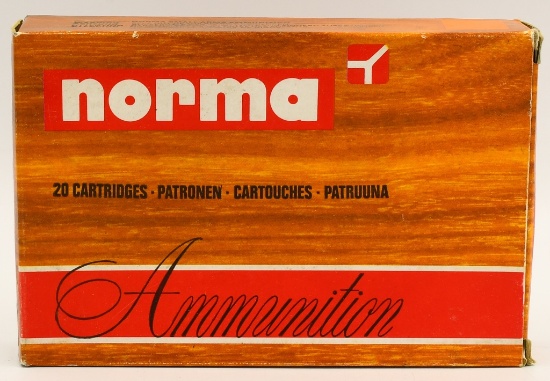 norma
20 CARTRIDGES · PATRONEN · CARTOUCHES · PATRUUNA
Ammunition